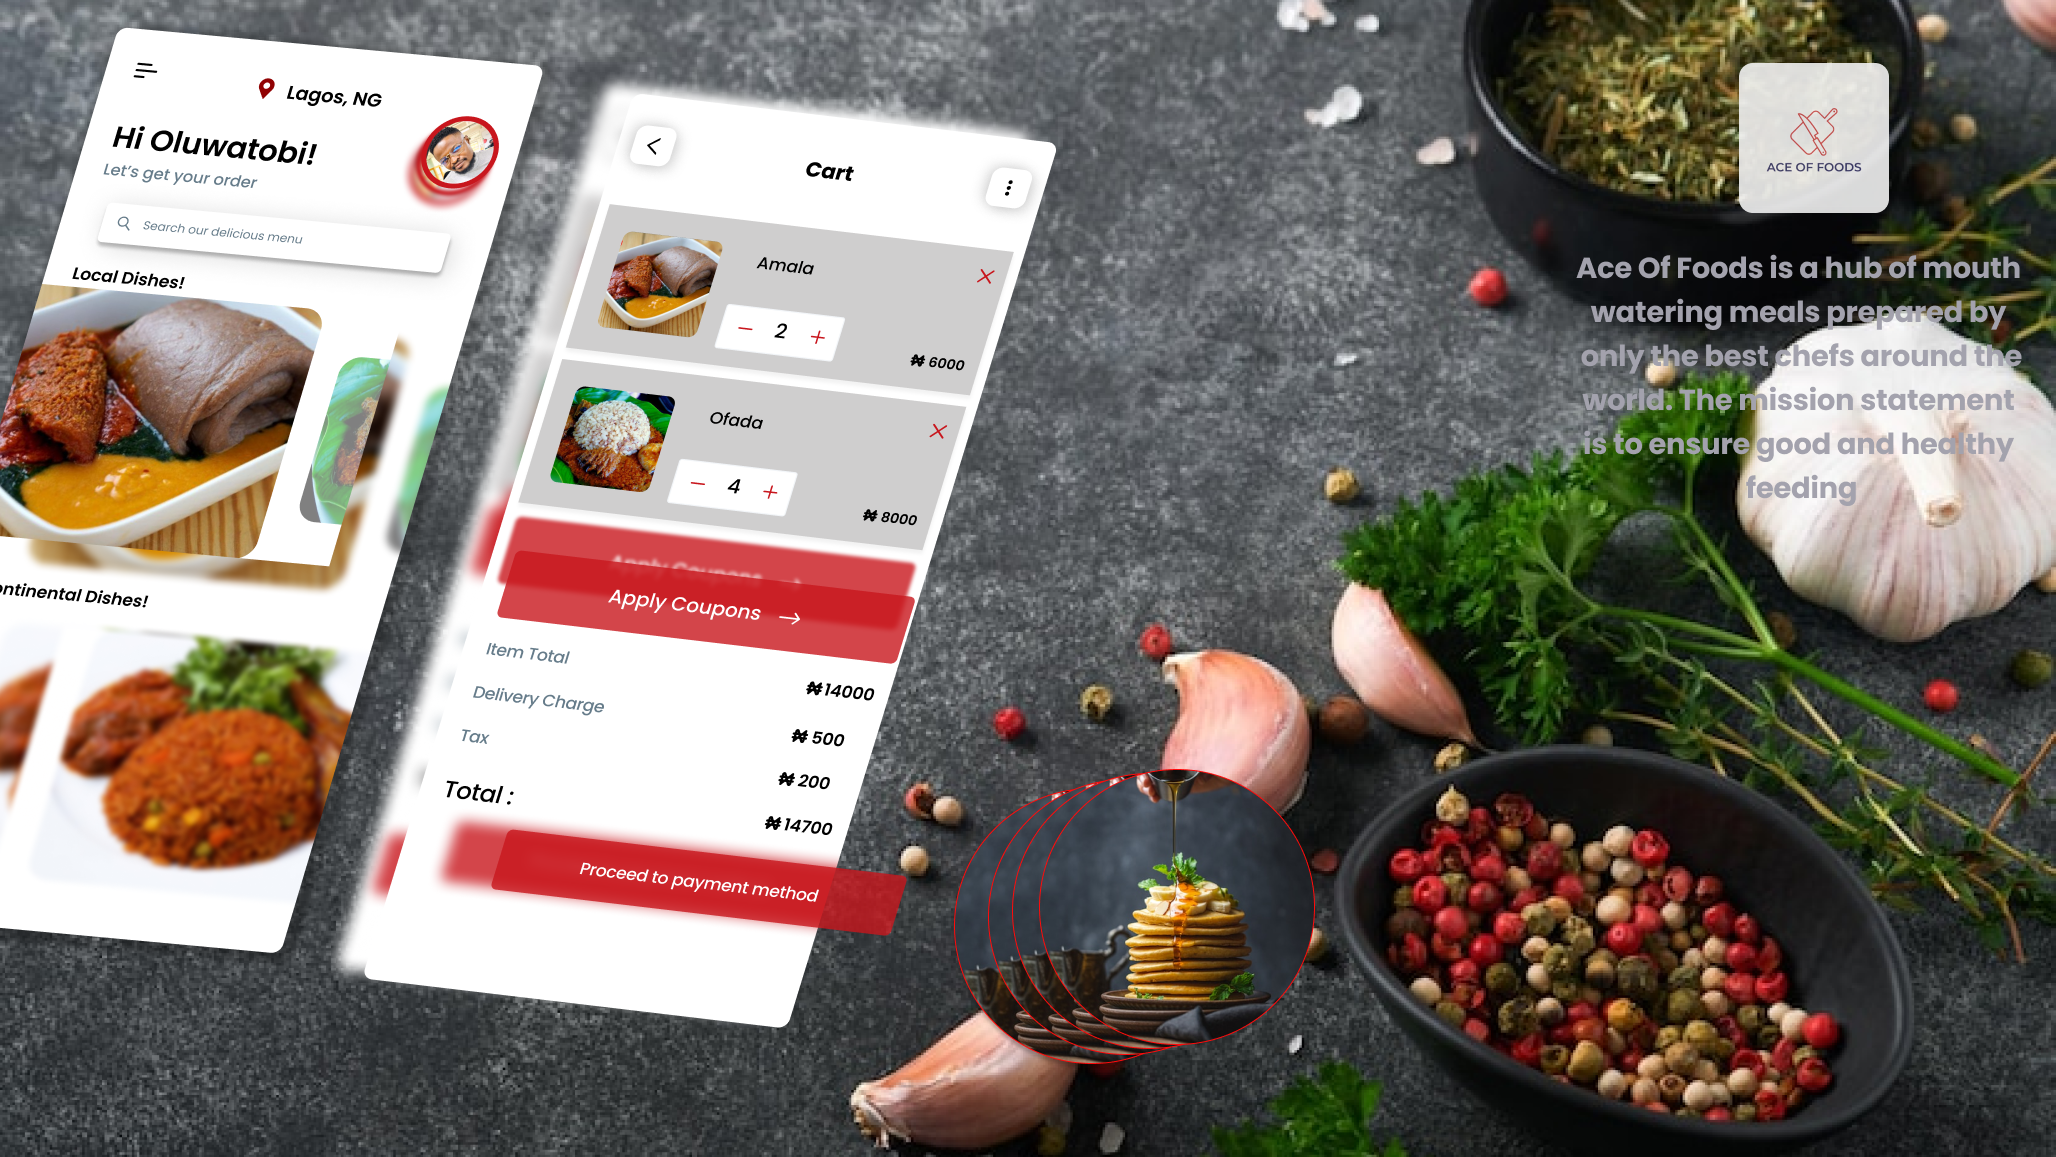 Lagos, NG
Hi Oluwatobi!
Let's get your order
Search our delicious menu
Local Dishes!
ontinental Dishes!
Cart
Amala
2
₦ 6000
Ofada
4
₦ 8000
Apply Coupons
Apply Coupons
Item Total
₦14000
Delivery Charge
₦ 500
Tax
₦ 200
Total :
₦14700
Proceed to payment method
ACE OF FOODS
Ace Of Foods is a hub of mouth
watering meals prepared by
only the best chefs around the
world. The mission statement
is to ensure good and healthy
feeding